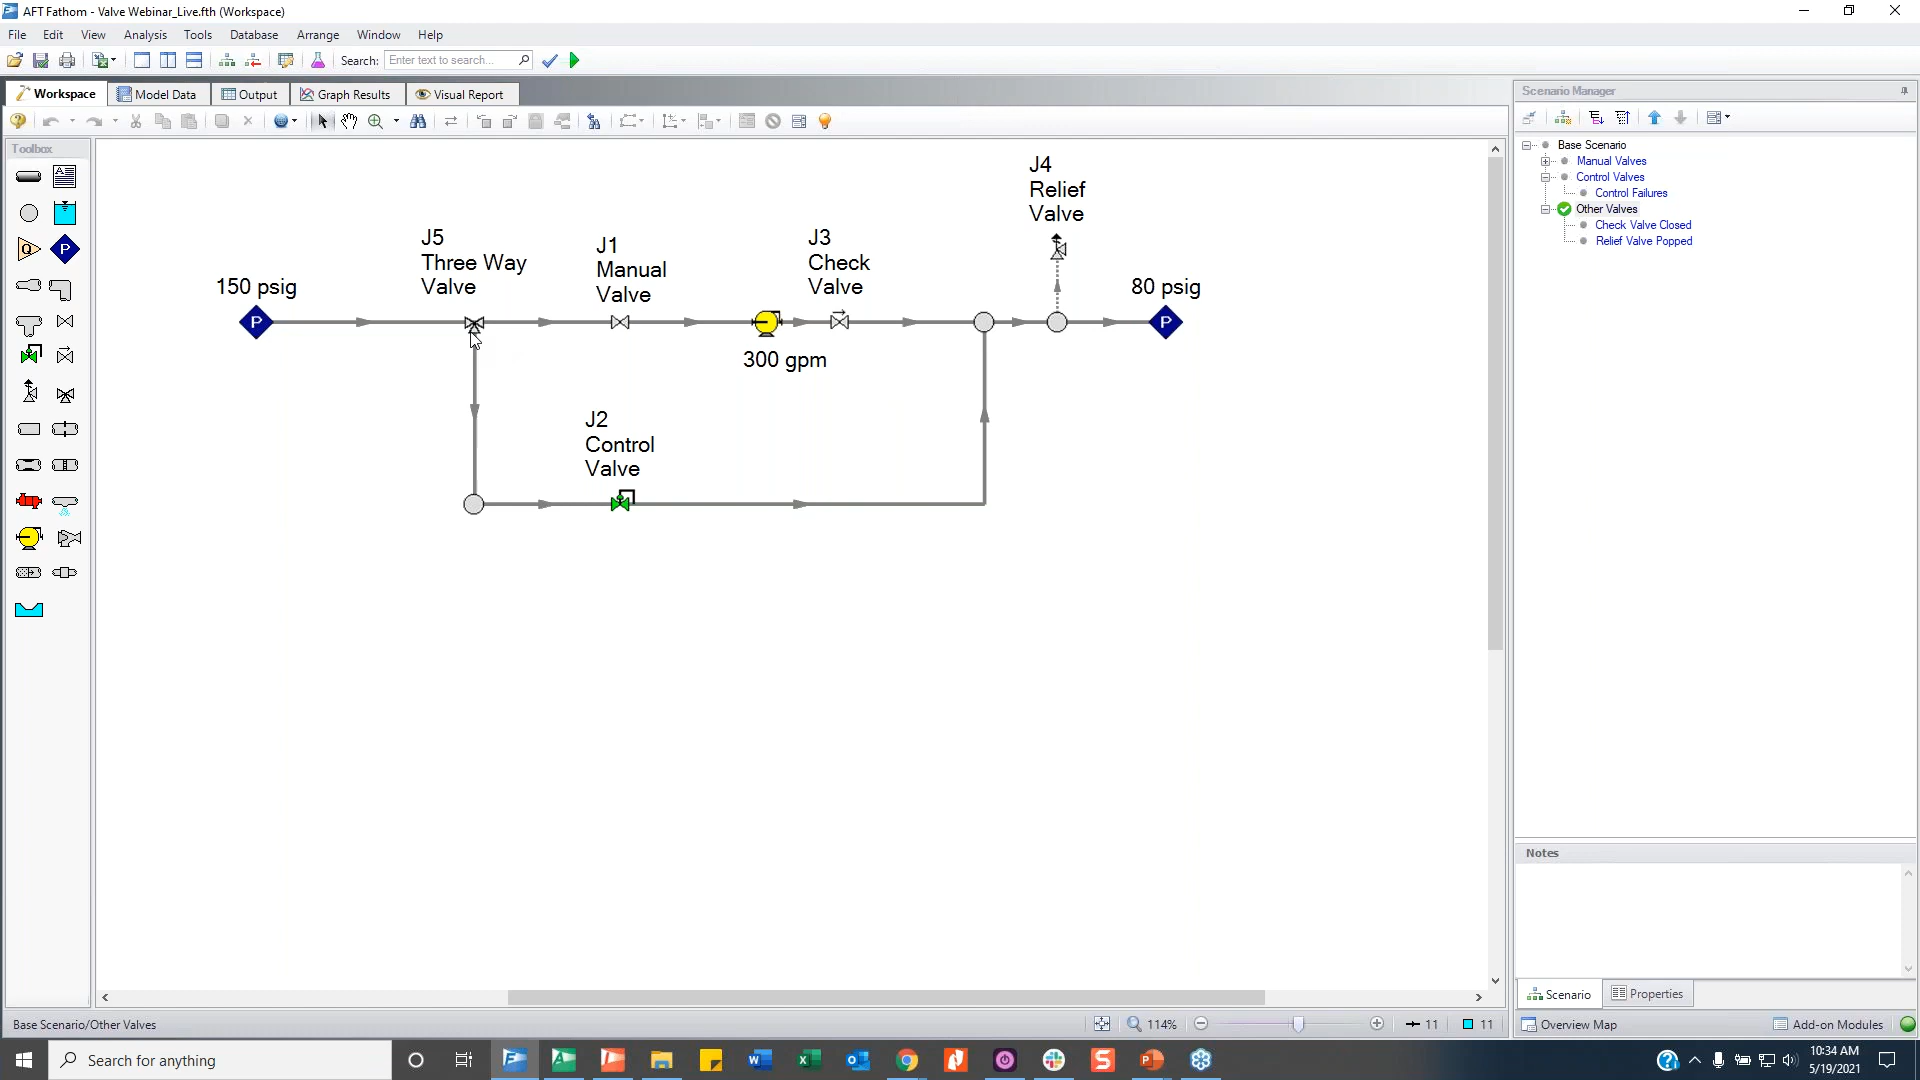 AFT Fathom - Valve Webinar_Live.fth (Workspace)
File Edit View Analysis Tools Database Arrange Window Help
Search: Enter text to search...
Workspace Model Data Output Graph Results Visual Report
Toolbox
J4
Relief
Valve
J5
Three Way
Valve
J1
Manual
Valve
J3
Check
Valve
150 psig
80 psig
P
P
300 gpm
J2
Control
Valve
Q
P
Scenario Manager
Base Scenario
Manual Valves
Control Valves
Control Failures
Other Valves
Check Valve Closed
Relief Valve Popped
Notes
Scenario Properties
Base Scenario/Other Valves
114%
11
11
Overview Map
Add-on Modules
Search for anything
10:34 AM
5/19/2021